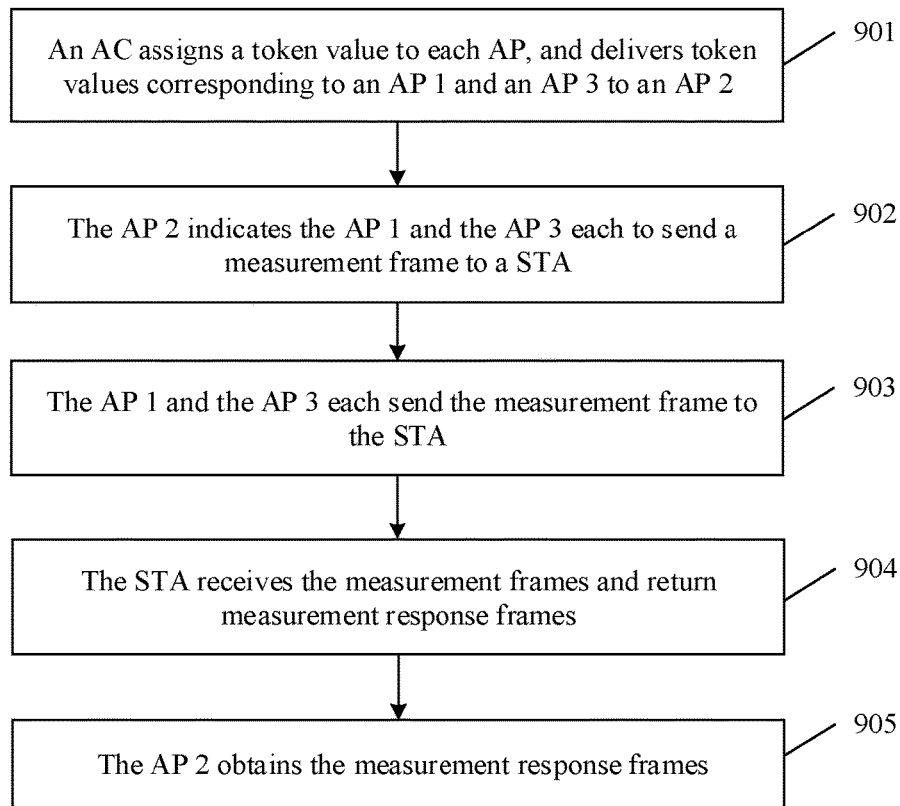 An AC assigns a token value to each AP, and delivers token
values corresponding to an AP 1 and an AP 3 to an AP 2
901
The AP 2 indicates the AP 1 and the AP 3 each to send a
measurement frame to a STA
902
The AP 1 and the AP 3 each send the measurement frame to
the STA
903
The STA receives the measurement frames and return
measurement response frames
904
The AP 2 obtains the measurement response frames
905